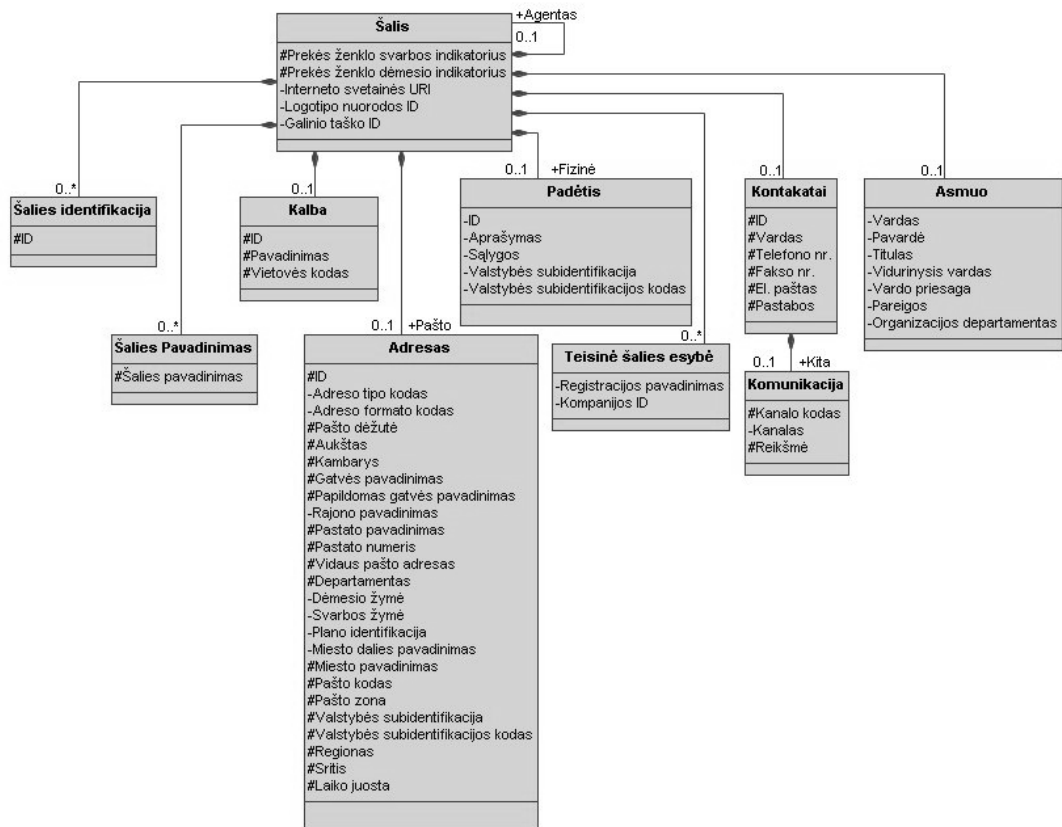 Šalis
#Prekės ženklo svarbos indikatorius
#Prekės ženklo dėmesio indikatorius
-Interneto svetainės URI
-Logotipo nuorodos ID
-Galinio taško ID
+Agentas
0..1
0..*
Šalies identifikacija
#ID
0..1
Kalba
#ID
#Pavadinimas
#Vietovės kodas
0..1
+Fizinė
Padėtis
-ID
-Aprašymas
-Sąlygos
-Valstybės subidentifikacija
-Valstybės subidentifikacijos kodas
0..1
Kontakatai
#ID
#Vardas
#Telefono nr.
#Fakso nr.
#El. paštas
#Pastabos
0..1
Asmuo
-Vardas
-Pavardė
-Titulas
-Vidurinysis vardas
-Vardo priesaga
-Pareigos
-Organizacijos departamentas
0..*
Šalies Pavadinimas
#Šalies pavadinimas
0..1
+Pašto
Adresas
#ID
-Adreso tipo kodas
-Adreso formato kodas
#Pašto dėžutė
#Aukštas
#Kambarys
#Gatvės pavadinimas
#Papildomas gatvės pavadinimas
-Rajono pavadinimas
#Pastato pavadinimas
#Pastato numeris
#Vidaus pašto adresas
#Departamentas
-Dėmesio žymė
-Svarbos žymė
-Plano identifikacija
-Miesto dalies pavadinimas
#Miesto pavadinimas
#Pašto kodas
#Pašto zona
#Valstybės subidentifikacija
#Valstybės subidentifikacijos kodas
#Regionas
#Sritis
#Laiko juosta
0..*
Teisinė šalies esybė
-Registracijos pavadinimas
-Kompanijos ID
0..1
+Kita
Komunikacija
#Kanalo kodas
-Kanalas
#Reikšmė